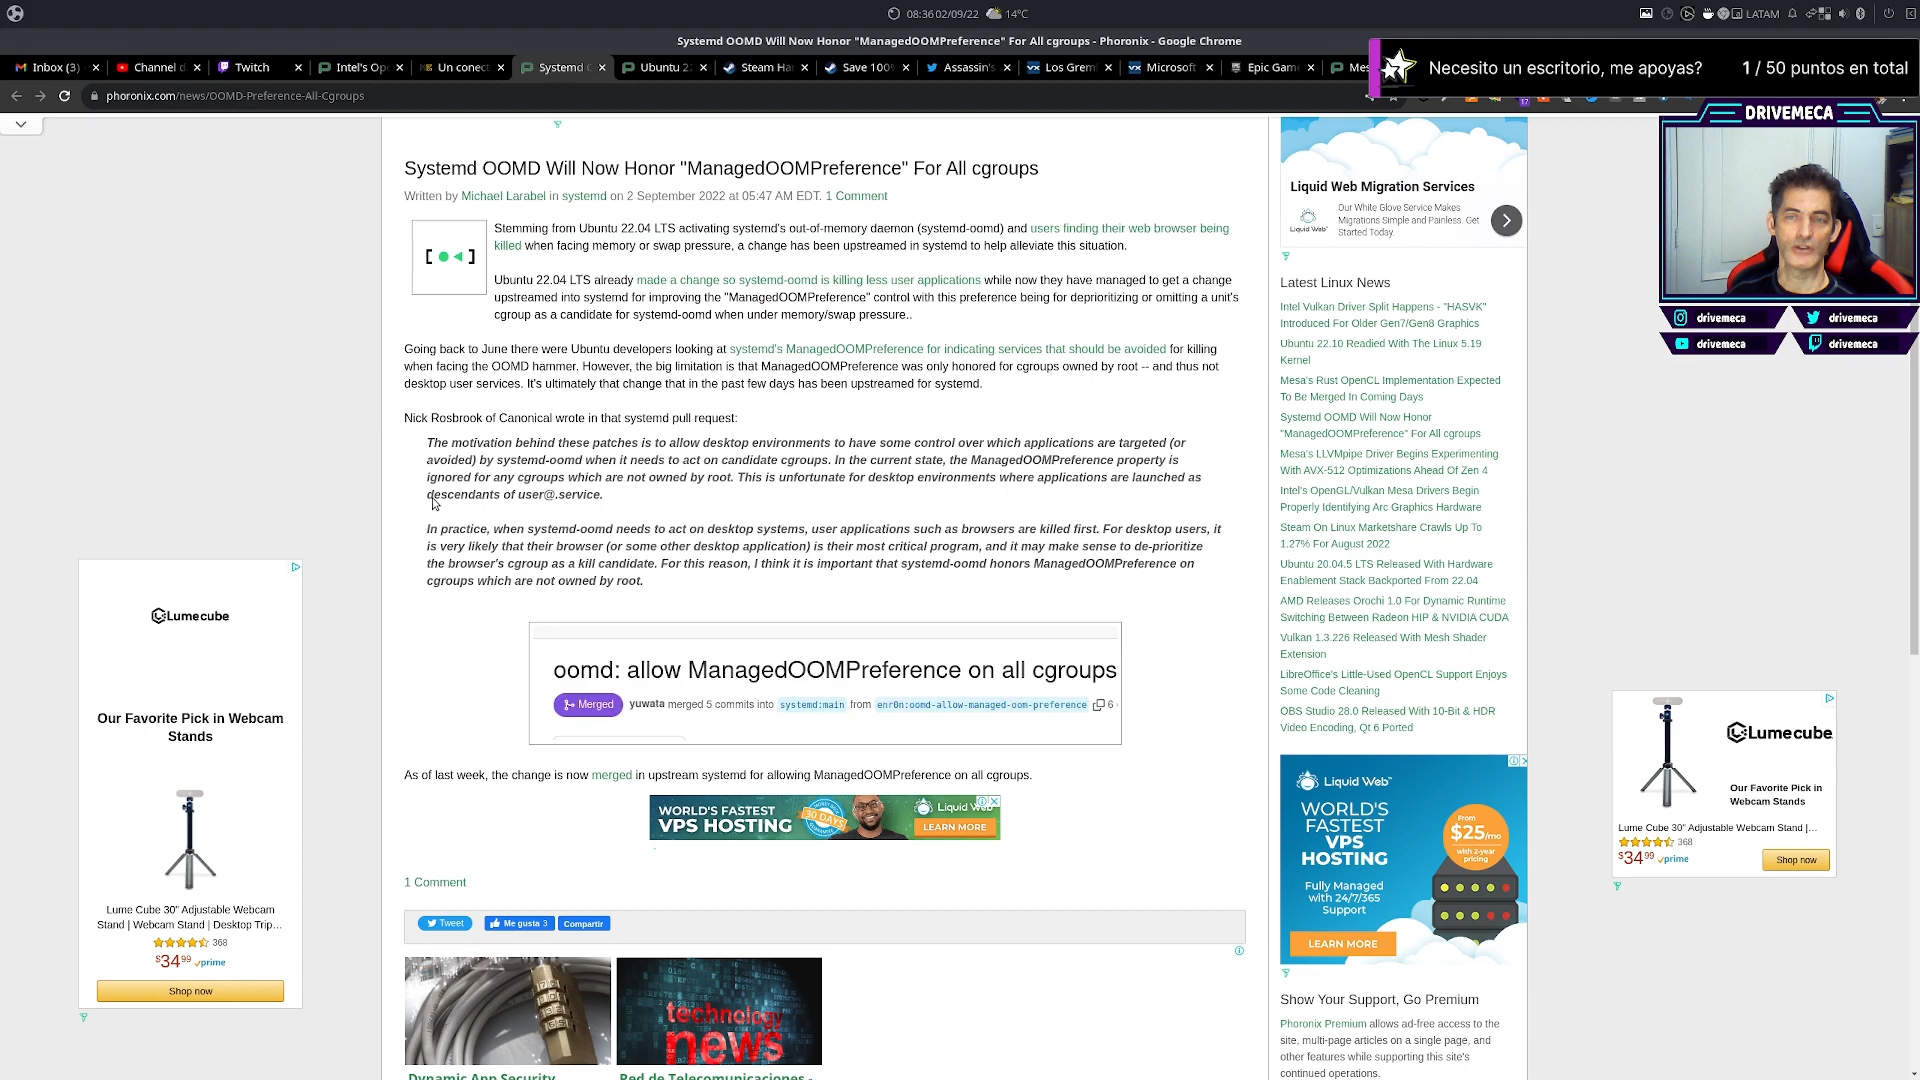 08:36 02/09/22
14°C
LATAM
Systemd OOMD Will Now Honor "ManagedOOMPreference" For All cgroups - Phoronix - Google Chrome
Inbox (3)
Channel d
Twitch
Intel's Op
Un conect
Systemd O
Ubuntu 22
Steam Ha
Save 100%
Assassin's
Los Greml
Microsoft
Epic Gam
Mes
Necesito un escritorio, me apoyas?
1 / 50 puntos en total
phoronix.com/news/OOMD-Preference-All-Cgroups
17
DRIVEMECA
drivemeca
drivemeca
drivemeca
drivemeca
Systemd OOMD Will Now Honor "ManagedOOMPreference" For All cgroups
Written by Michael Larabel in systemd on 2 September 2022 at 05:47 AM EDT. 1 Comment
Stemming from Ubuntu 22.04 LTS activating systemd's out-of-memory daemon (systemd-oomd) and users finding their web browser being
killed when facing memory or swap pressure, a change has been upstreamed in systemd to help alleviate this situation.
Ubuntu 22.04 LTS already made a change so systemd-oomd is killing less user applications while now they have managed to get a change
upstreamed into systemd for improving the "ManagedOOMPreference" control with this preference being for deprioritizing or omitting a unit's
cgroup as a candidate for systemd-oomd when under memory/swap pressure..
Going back to June there were Ubuntu developers looking at systemd's ManagedOOMPreference for indicating services that should be avoided for killing
when facing the OOMD hammer. However, the big limitation is that ManagedOOMPreference was only honored for cgroups owned by root -- and thus not
desktop user services. It's ultimately that change that in the past few days has been upstreamed for systemd.
Nick Rosbrook of Canonical wrote in that systemd pull request:
The motivation behind these patches is to allow desktop environments to have some control over which applications are targeted (or
avoided) by systemd-oomd when it needs to act on candidate cgroups. In the current state, the ManagedOOMPreference property is
ignored for any cgroups which are not owned by root. This is unfortunate for desktop environments where applications are launched as
descendants of user@.service.
In practice, when systemd-oomd needs to act on desktop systems, user applications such as browsers are killed first. For desktop users, it
is very likely that their browser (or some other desktop application) is their most critical program, and it may make sense to de-prioritize
the browser's cgroup as a kill candidate. For this reason, I think it is important that systemd-oomd honors ManagedOOMPreference on
cgroups which are not owned by root.
oomd: allow ManagedOOMPreference on all cgroups
Merged yuwata merged 5 commits into systemd:main from enr0n:oomd-allow-managed-oom-preference 6
As of last week, the change is now merged in upstream systemd for allowing ManagedOOMPreference on all cgroups.
WORLD'S FASTEST
VPS HOSTING
30 DAYS
Liquid Web
LEARN MORE
1 Comment
Tweet
Me gusta 3
Compartir
technology
news
Dynamic App Security
Red de Telecomunicaciones -
Lumecube
Our Favorite Pick in Webcam
Stands
Lume Cube 30" Adjustable Webcam
Stand | Webcam Stand | Desktop Trip...
368
$34 99 prime
Shop now
Liquid Web Migration Services
Liquid Web
Our White Glove Service Makes
Migrations Simple and Painless. Get
Started Today.
Latest Linux News
Intel Vulkan Driver Split Happens - "HASVK"
Introduced For Older Gen7/Gen8 Graphics
Ubuntu 22.10 Readied With The Linux 5.19
Kernel
Mesa's Rust OpenCL Implementation Expected
To Be Merged In Coming Days
Systemd OOMD Will Now Honor
"ManagedOOMPreference" For All cgroups
Mesa's LLVMpipe Driver Begins Experimenting
With AVX-512 Optimizations Ahead Of Zen 4
Intel's OpenGL/Vulkan Mesa Drivers Begin
Properly Identifying Arc Graphics Hardware
Steam On Linux Marketshare Crawls Up To
1.27% For August 2022
Ubuntu 20.04.5 LTS Released With Hardware
Enablement Stack Backported From 22.04
AMD Releases Orochi 1.0 For Dynamic Runtime
Switching Between Radeon HIP & NVIDIA CUDA
Vulkan 1.3.226 Released With Mesh Shader
Extension
LibreOffice's Little-Used OpenCL Support Enjoys
Some Code Cleaning
OBS Studio 28.0 Released With 10-Bit & HDR
Video Encoding, Qt 6 Ported
Liquid Web
WORLD'S
FASTEST
VPS
HOSTING
From
$25/mo
with 2-year
pricing
Fully Managed
with 24/7/365
Support
LEARN MORE
Show Your Support, Go Premium
Phoronix Premium allows ad-free access to the
site, multi-page articles on a single page, and
other features while supporting this site's
continued operations.
Lumecube
Our Favorite Pick in
Webcam Stands
Lume Cube 30" Adjustable Webcam Stand |...
368
$34 99 prime
Shop now